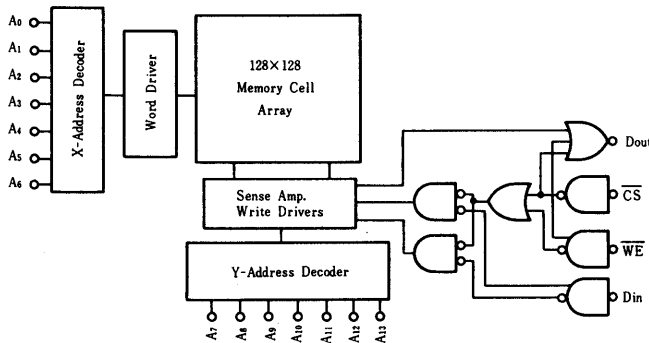 A0
A1
A2
A3
A4
A5
A6
X-Address Decoder
Word Driver
128×128
Memory Cell
Array
Sense Amp.
Write Drivers
Y-Address Decoder
A7
A8
A9
A10
A11
A12
A13
Dout
CS
WE
Din